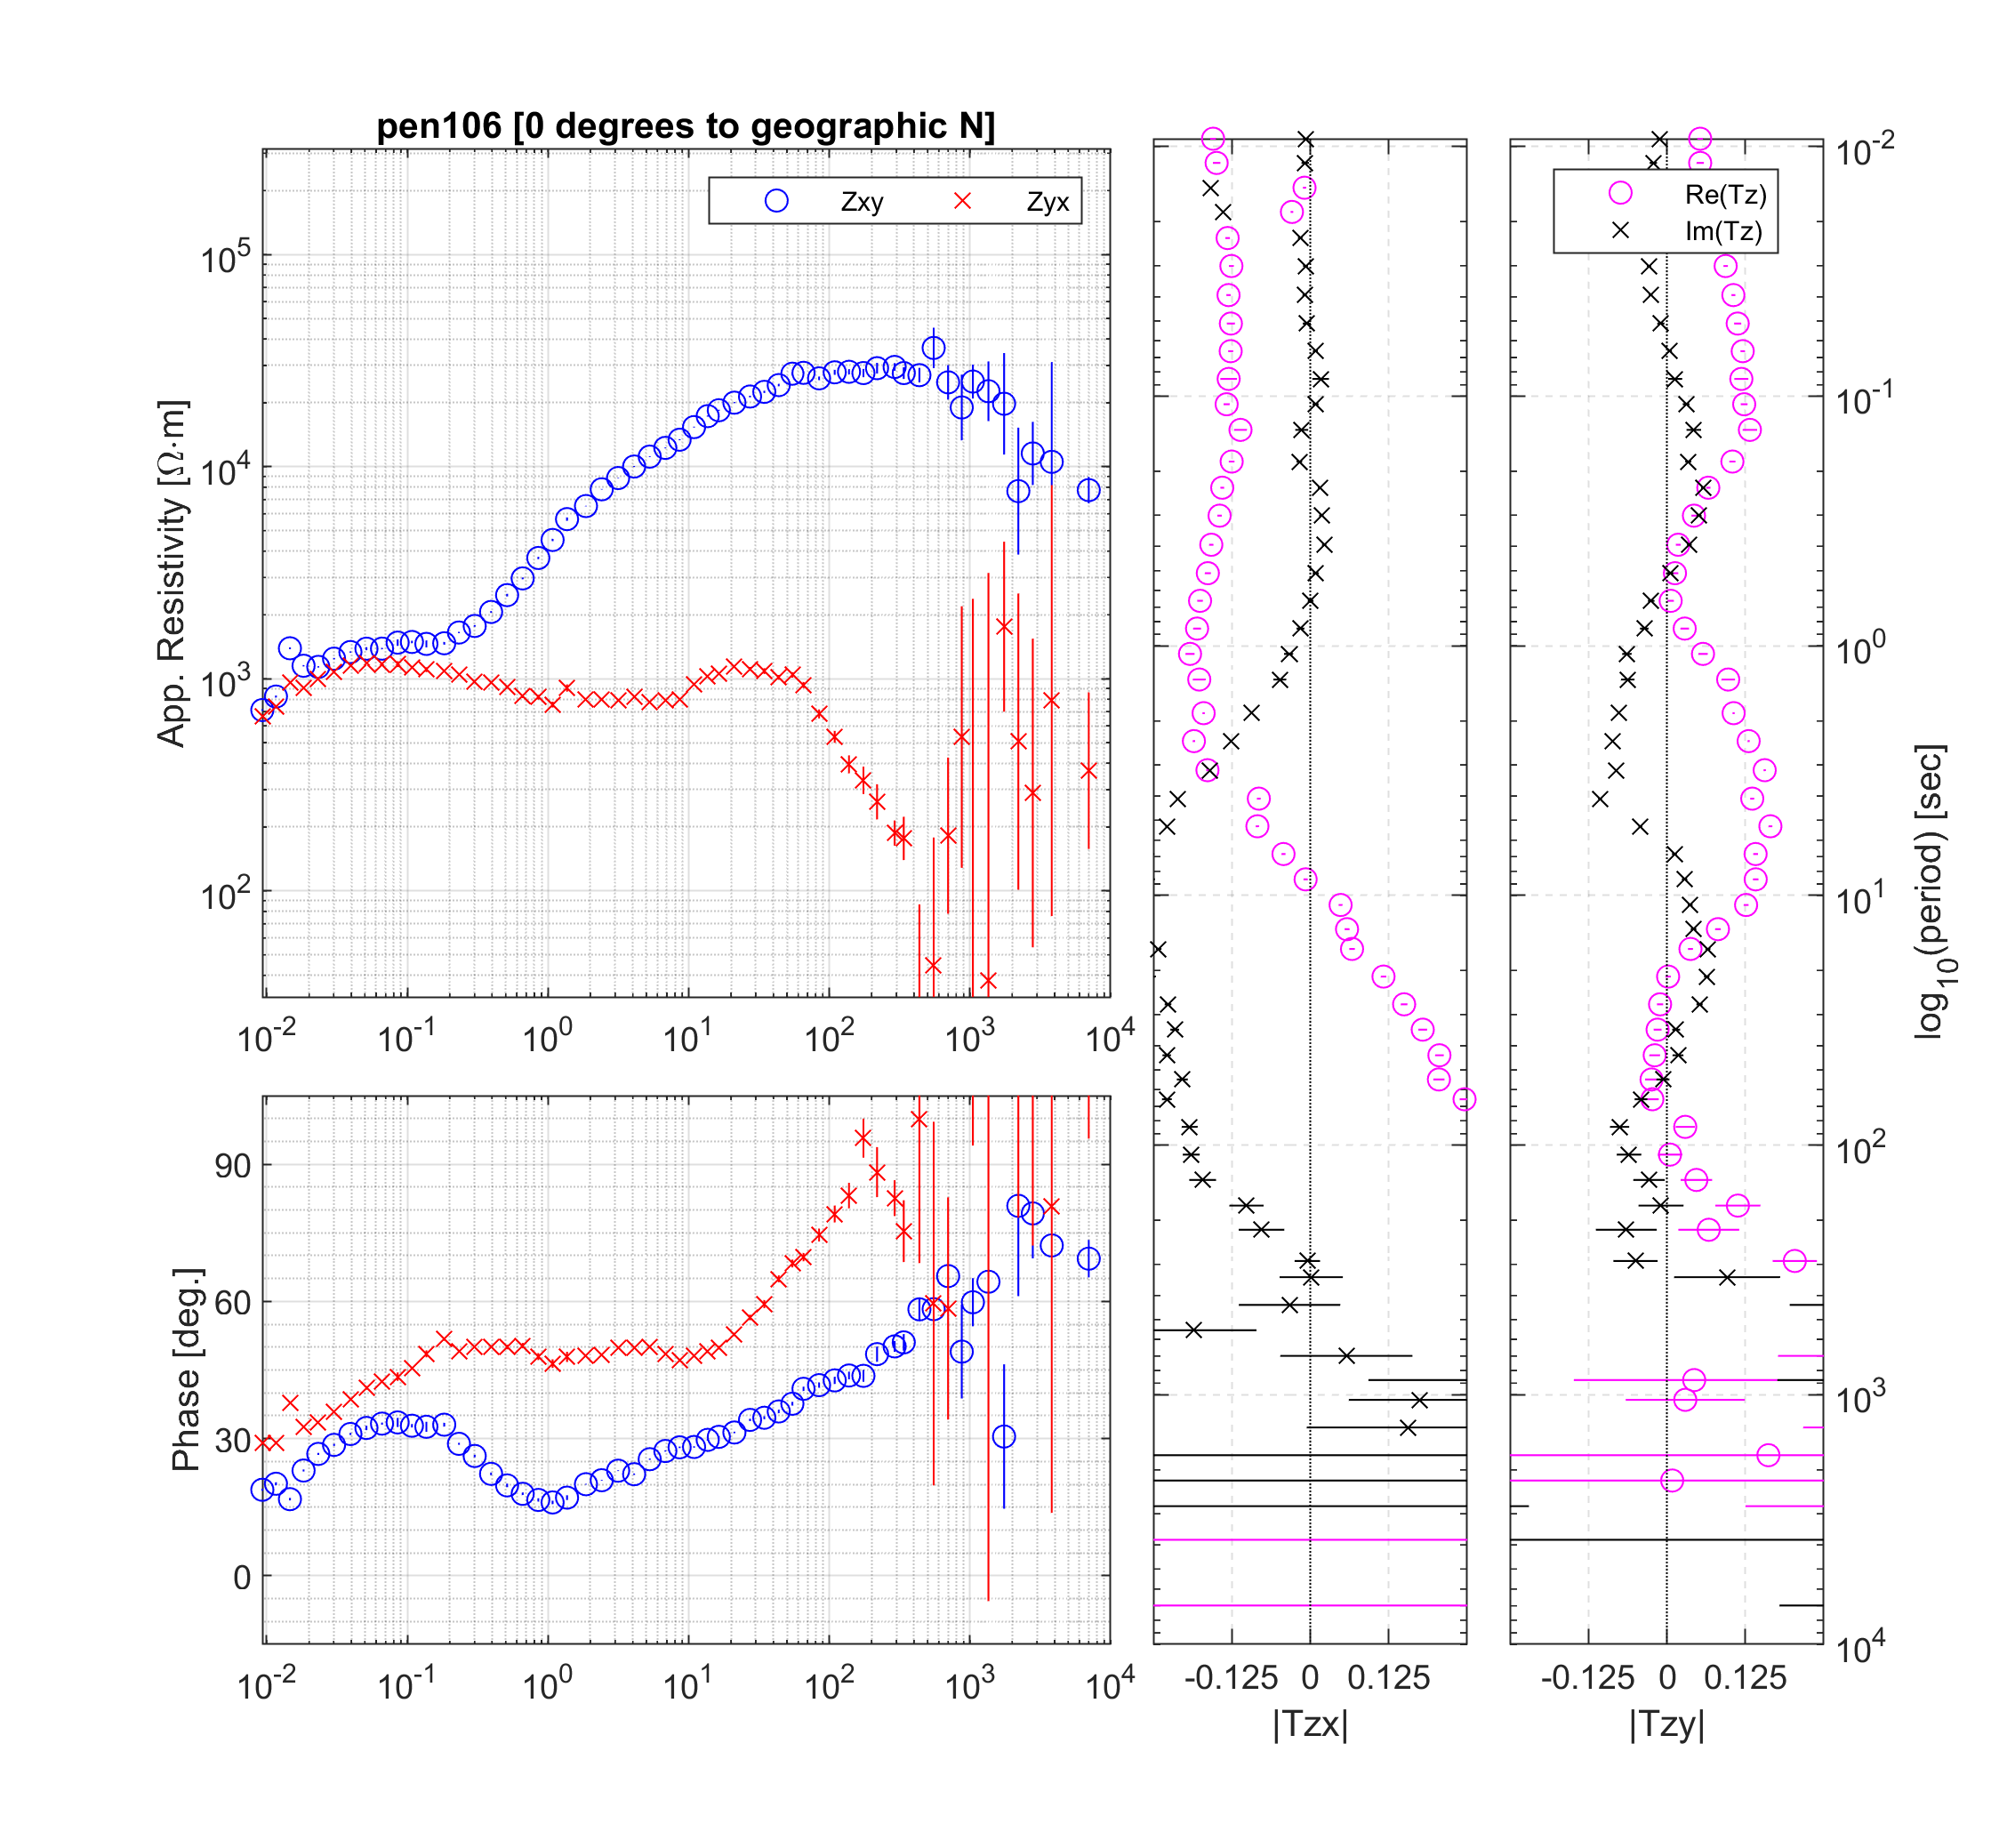 pen106 [0 degrees to geographic N]
Zxy Zyx
App. Resistivity [Ω·m]
10^5
10^4
10^3
10^2
10^-2 10^-1 10^0 10^1 10^2 10^3 10^4
Phase [deg.]
90
60
30
0
10^-2 10^-1 10^0 10^1 10^2 10^3 10^4
-0.125 0 0.125
|Tzx|
Re(Tz)
Im(Tz)
-0.125 0 0.125
|Tzy|
10^-2
10^-1
10^0
10^1
10^2
10^3
10^4
log_10(period) [sec]